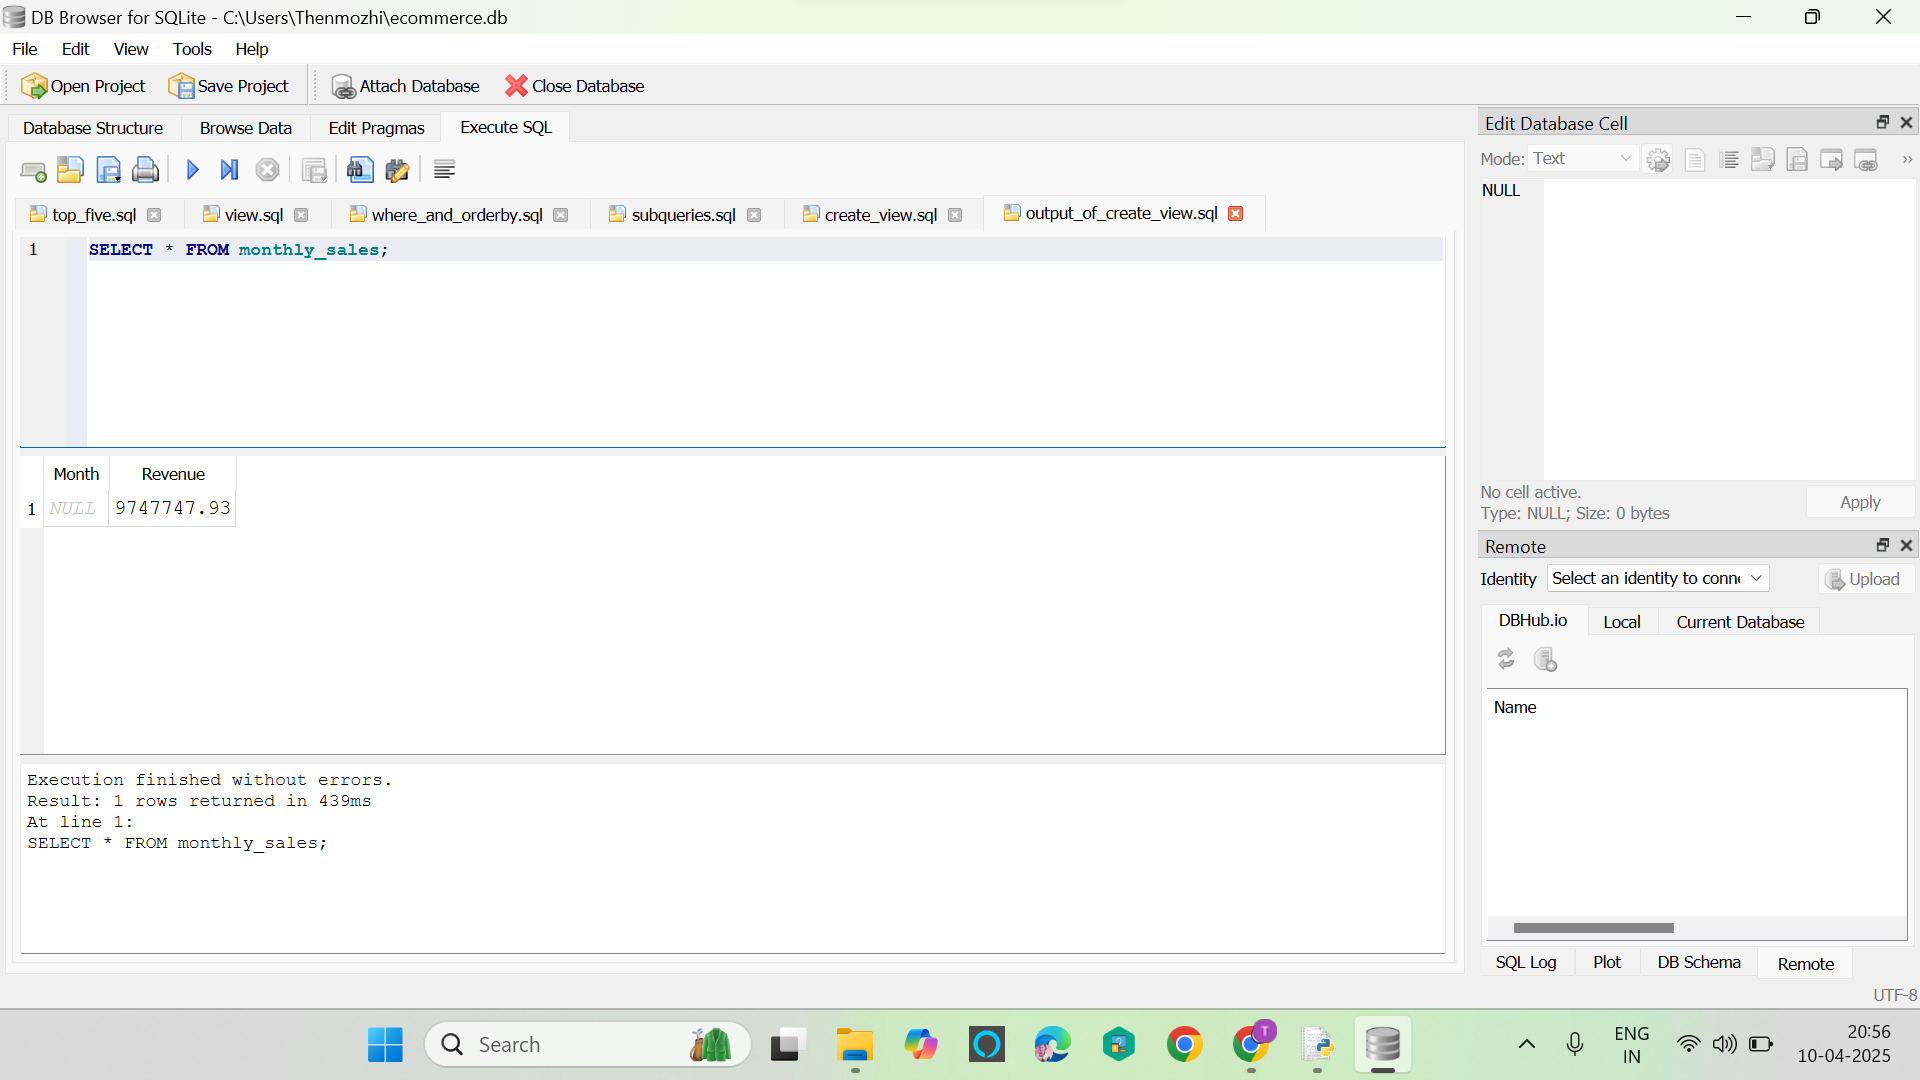 DB Browser for SQLite - C:\Users\Thenmozhi\ecommerce.db
File Edit View Tools Help
Open Project Save Project Attach Database Close Database
Database Structure Browse Data Edit Pragmas Execute SQL
top_five.sql view.sql where_and_orderby.sql subqueries.sql create_view.sql output_of_create_view.sql
1 SELECT * FROM monthly_sales;
Month Revenue
1 NULL 9747747.93
Execution finished without errors.
Result: 1 rows returned in 439ms
At line 1:
SELECT * FROM monthly_sales;
Edit Database Cell
Mode: Text
NULL
No cell active.
Type: NULL; Size: 0 bytes
Apply
Remote
Identity Select an identity to conne Upload
DBHub.io Local Current Database
Name
SQL Log Plot DB Schema Remote
UTF-8
Search
T
ENG
IN
20:56
10-04-2025